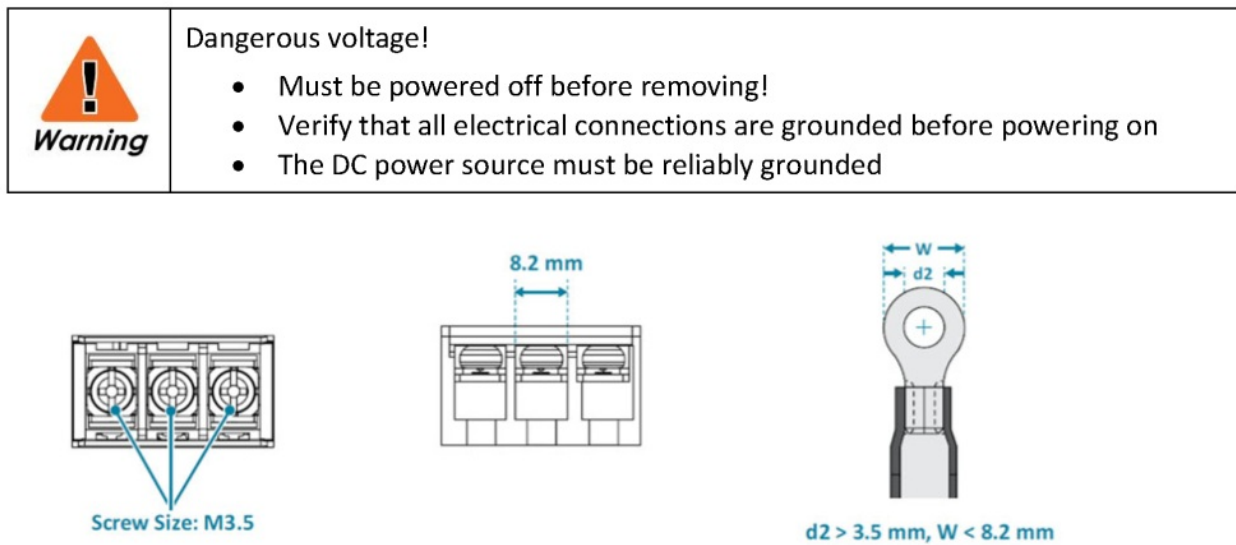 Dangerous voltage!
Warning
• Must be powered off before removing!
• Verify that all electrical connections are grounded before powering on
• The DC power source must be reliably grounded
8.2 mm
W
d2
Screw Size: M3.5
d2 > 3.5 mm, W < 8.2 mm